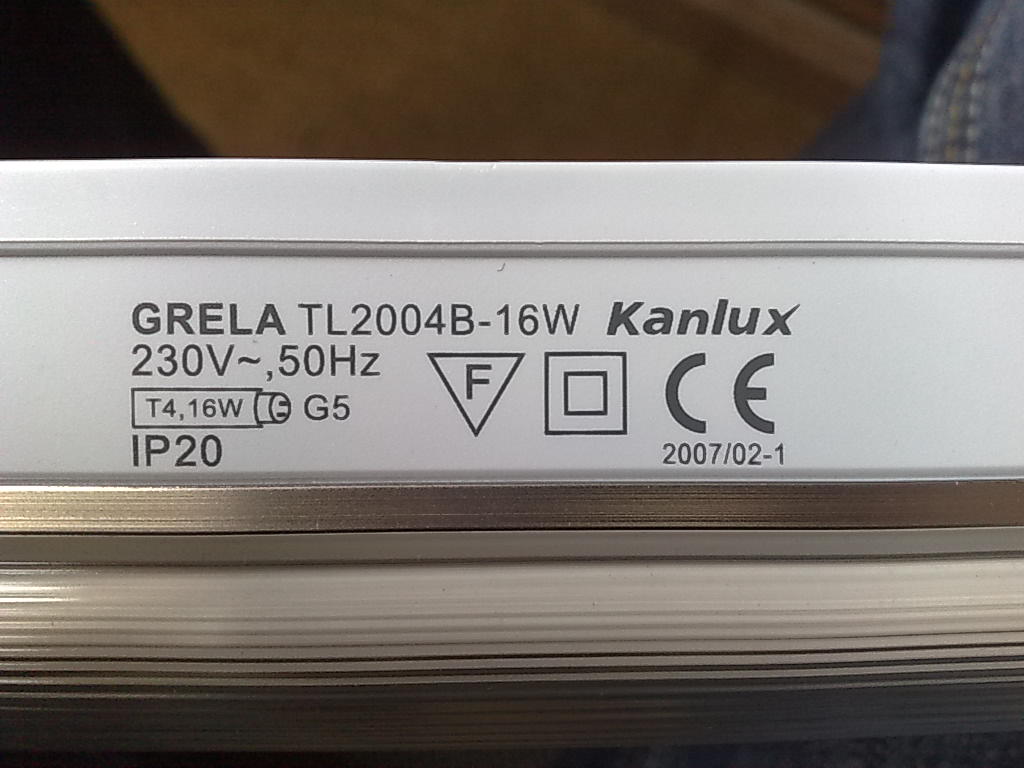 GRELA TL2004B-16W Kanlux
230V~,50Hz
F
CE
T4,16W G5
IP20
2007/02-1